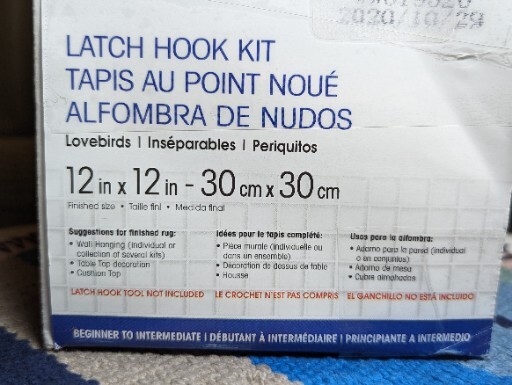 2020/10/29
LATCH HOOK KIT
TAPIS AU POINT NOUÉ
ALFOMBRA DE NUDOS
Lovebirds | Inséparables | Periquitos
12 in x 12 in - 30 cm x 30 cm
Finished size • Taille fini • Medida final
Suggestions for finished rug:
• Wall Hanging (individual or
collection of several kits)
• Table Top decoration
• Cushion Top
LATCH HOOK TOOL NOT INCLUDED
Idées pour le tapis complété:
• Pièce murale (individuelle ou
dans un ensemble)
• Décoration de dessus de table
• Housse
LE CROCHET N'EST PAS COMPRIS
Usos para la alfombra:
• Adorno para la pared (individual
o en conjuntos)
• Adorno de mesa
• Cubre almohadas
EL GANCHILLO NO ESTÁ INCLUIDO
BEGINNER TO INTERMEDIATE | DÉBUTANT À INTERMÉDIAIRE | PRINCIPIANTE A INTERMEDIO